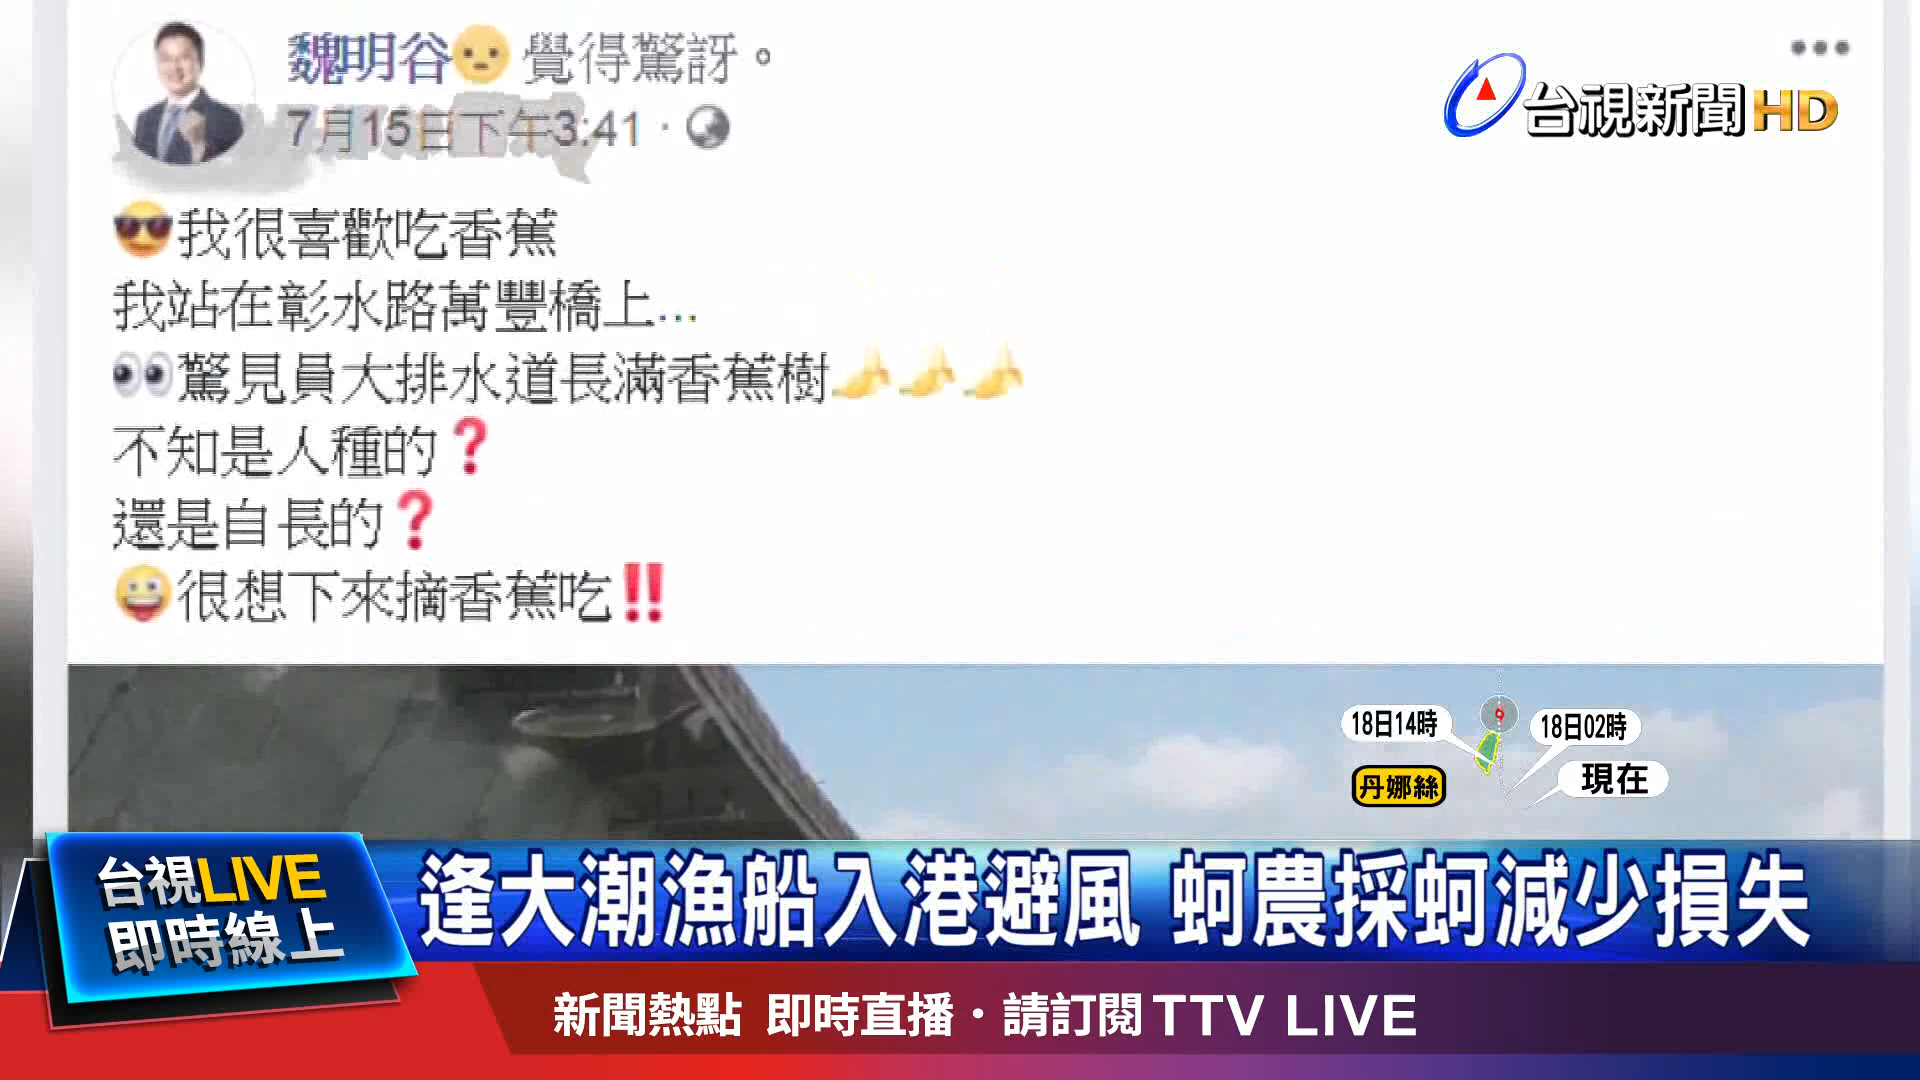 魏明谷 覺得驚訝。
7月15日下午3:41 ·
台視新聞HD
😎我很喜歡吃香蕉
我站在彰水路萬豐橋上…
👀驚見員大排水道長滿香蕉樹🍌🍌🍌
不知是人種的❓
還是自長的❓
😀很想下來摘香蕉吃‼
18日14時
18日02時
丹娜絲
現在
台視LIVE
即時線上
逢大潮漁船入港避風 蚵農採蚵減少損失
新聞熱點 即時直播·請訂閱TTV LIVE